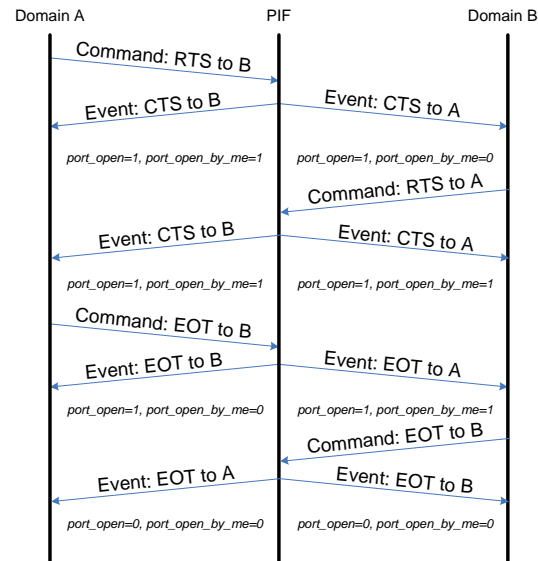 Domain A
PIF
Domain B
Command: RTS to B
Event: CTS to B
Event: CTS to A
port_open=1, port_open_by_me=1
port_open=1, port_open_by_me=0
Command: RTS to A
Event: CTS to B
Event: CTS to A
port_open=1, port_open_by_me=1
port_open=1, port_open_by_me=1
Command: EOT to B
Event: EOT to B
Event: EOT to A
port_open=1, port_open_by_me=0
port_open=1, port_open_by_me=1
Command: EOT to B
Event: EOT to A
Event: EOT to B
port_open=0, port_open_by_me=0
port_open=0, port_open_by_me=0